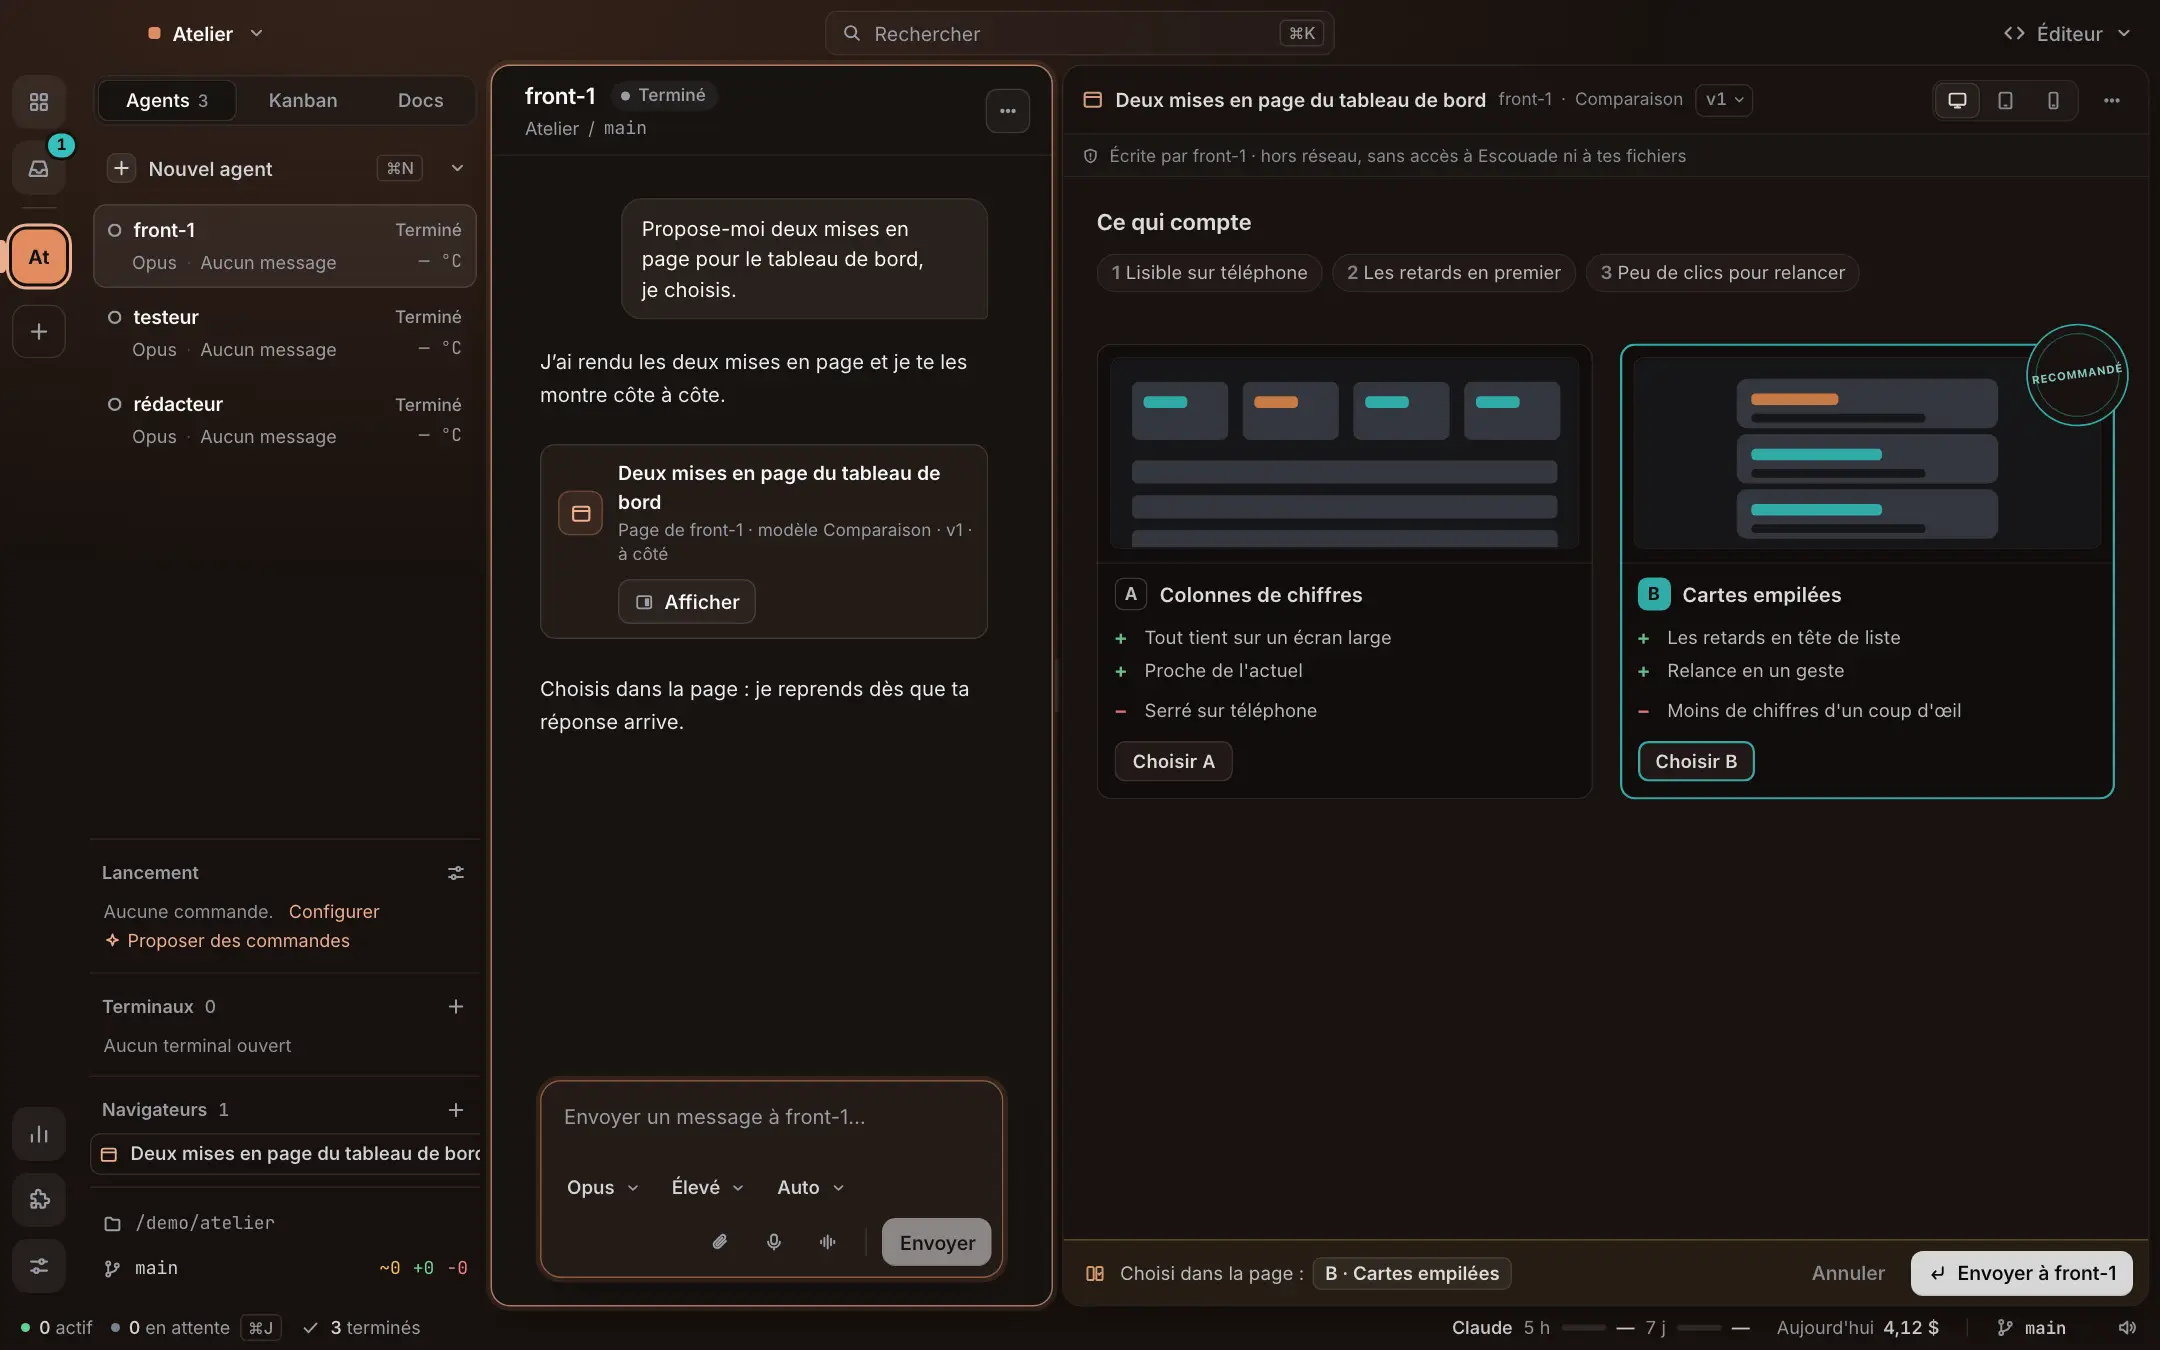 Atelier
Rechercher
⌘K
Éditeur
Agents 3
Kanban
Docs
1
Nouvel agent
⌘N
At
front-1
Terminé
Opus · Aucun message
– °C
testeur
Terminé
Opus · Aucun message
– °C
rédacteur
Terminé
Opus · Aucun message
– °C
Lancement
Aucune commande. Configurer
Proposer des commandes
Terminaux 0
Aucun terminal ouvert
Navigateurs 1
Deux mises en page du tableau de bord
/demo/atelier
main
~0 +0 -0
front-1
Terminé
Atelier / main
Propose-moi deux mises en
page pour le tableau de bord,
je choisis.
J’ai rendu les deux mises en page et je te les
montre côte à côte.
Deux mises en page du tableau de
bord
Page de front-1 · modèle Comparaison · v1 ·
à côté
Afficher
Choisis dans la page : je reprends dès que ta
réponse arrive.
Envoyer un message à front-1...
Opus
Élevé
Auto
Envoyer
Deux mises en page du tableau de bord
front-1 · Comparaison
v1
Écrite par front-1 · hors réseau, sans accès à Escouade ni à tes fichiers
Ce qui compte
1 Lisible sur téléphone
2 Les retards en premier
3 Peu de clics pour relancer
RECOMMANDÉ
A
Colonnes de chiffres
+ Tout tient sur un écran large
+ Proche de l'actuel
– Serré sur téléphone
Choisir A
B
Cartes empilées
+ Les retards en tête de liste
+ Relance en un geste
– Moins de chiffres d'un coup d'œil
Choisir B
Choisi dans la page :
B · Cartes empilées
Annuler
Envoyer à front-1
0 actif
0 en attente
⌘J
3 terminés
Claude 5 h — 7 j —
Aujourd'hui 4,12 $
main